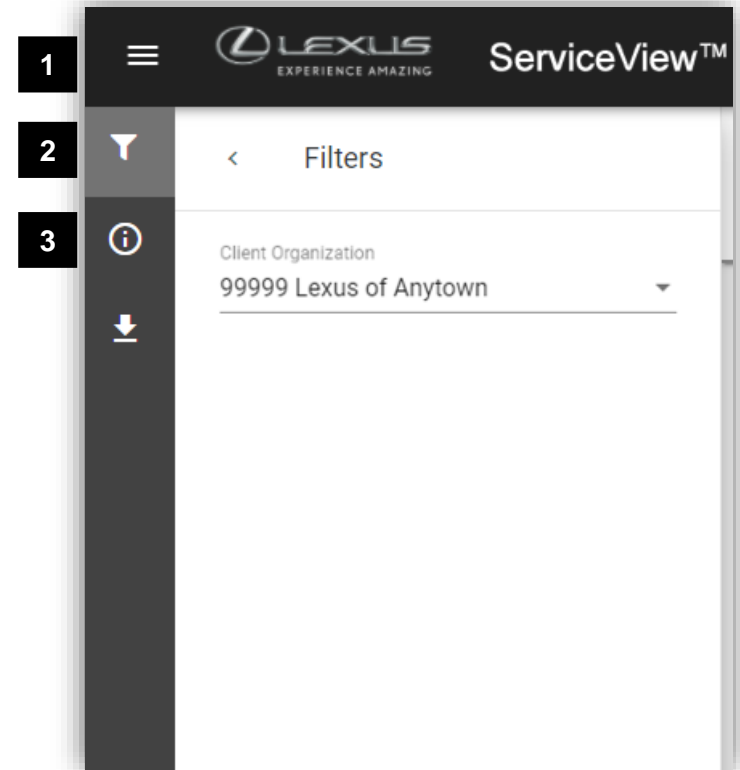 1
LEXUS
EXPERIENCE AMAZING
ServiceView™
2
Filters
3
Client Organization
99999 Lexus of Anytown